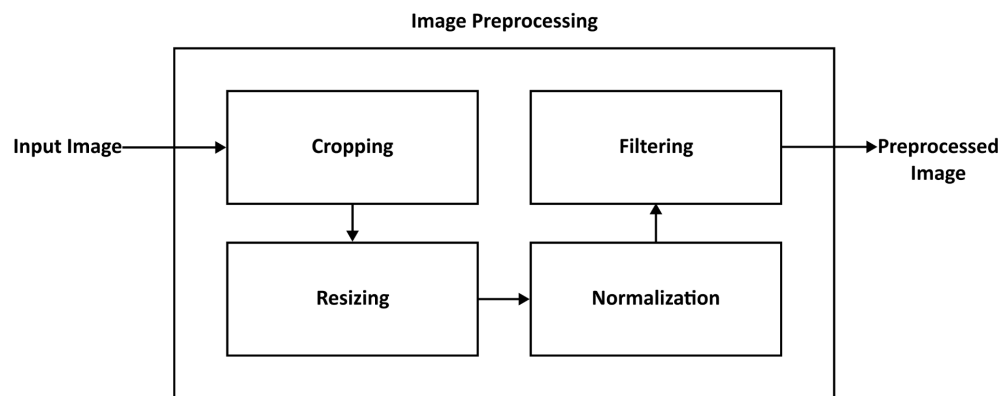 Image Preprocessing
Input Image
Cropping
Resizing
Normalization
Filtering
Preprocessed
Image